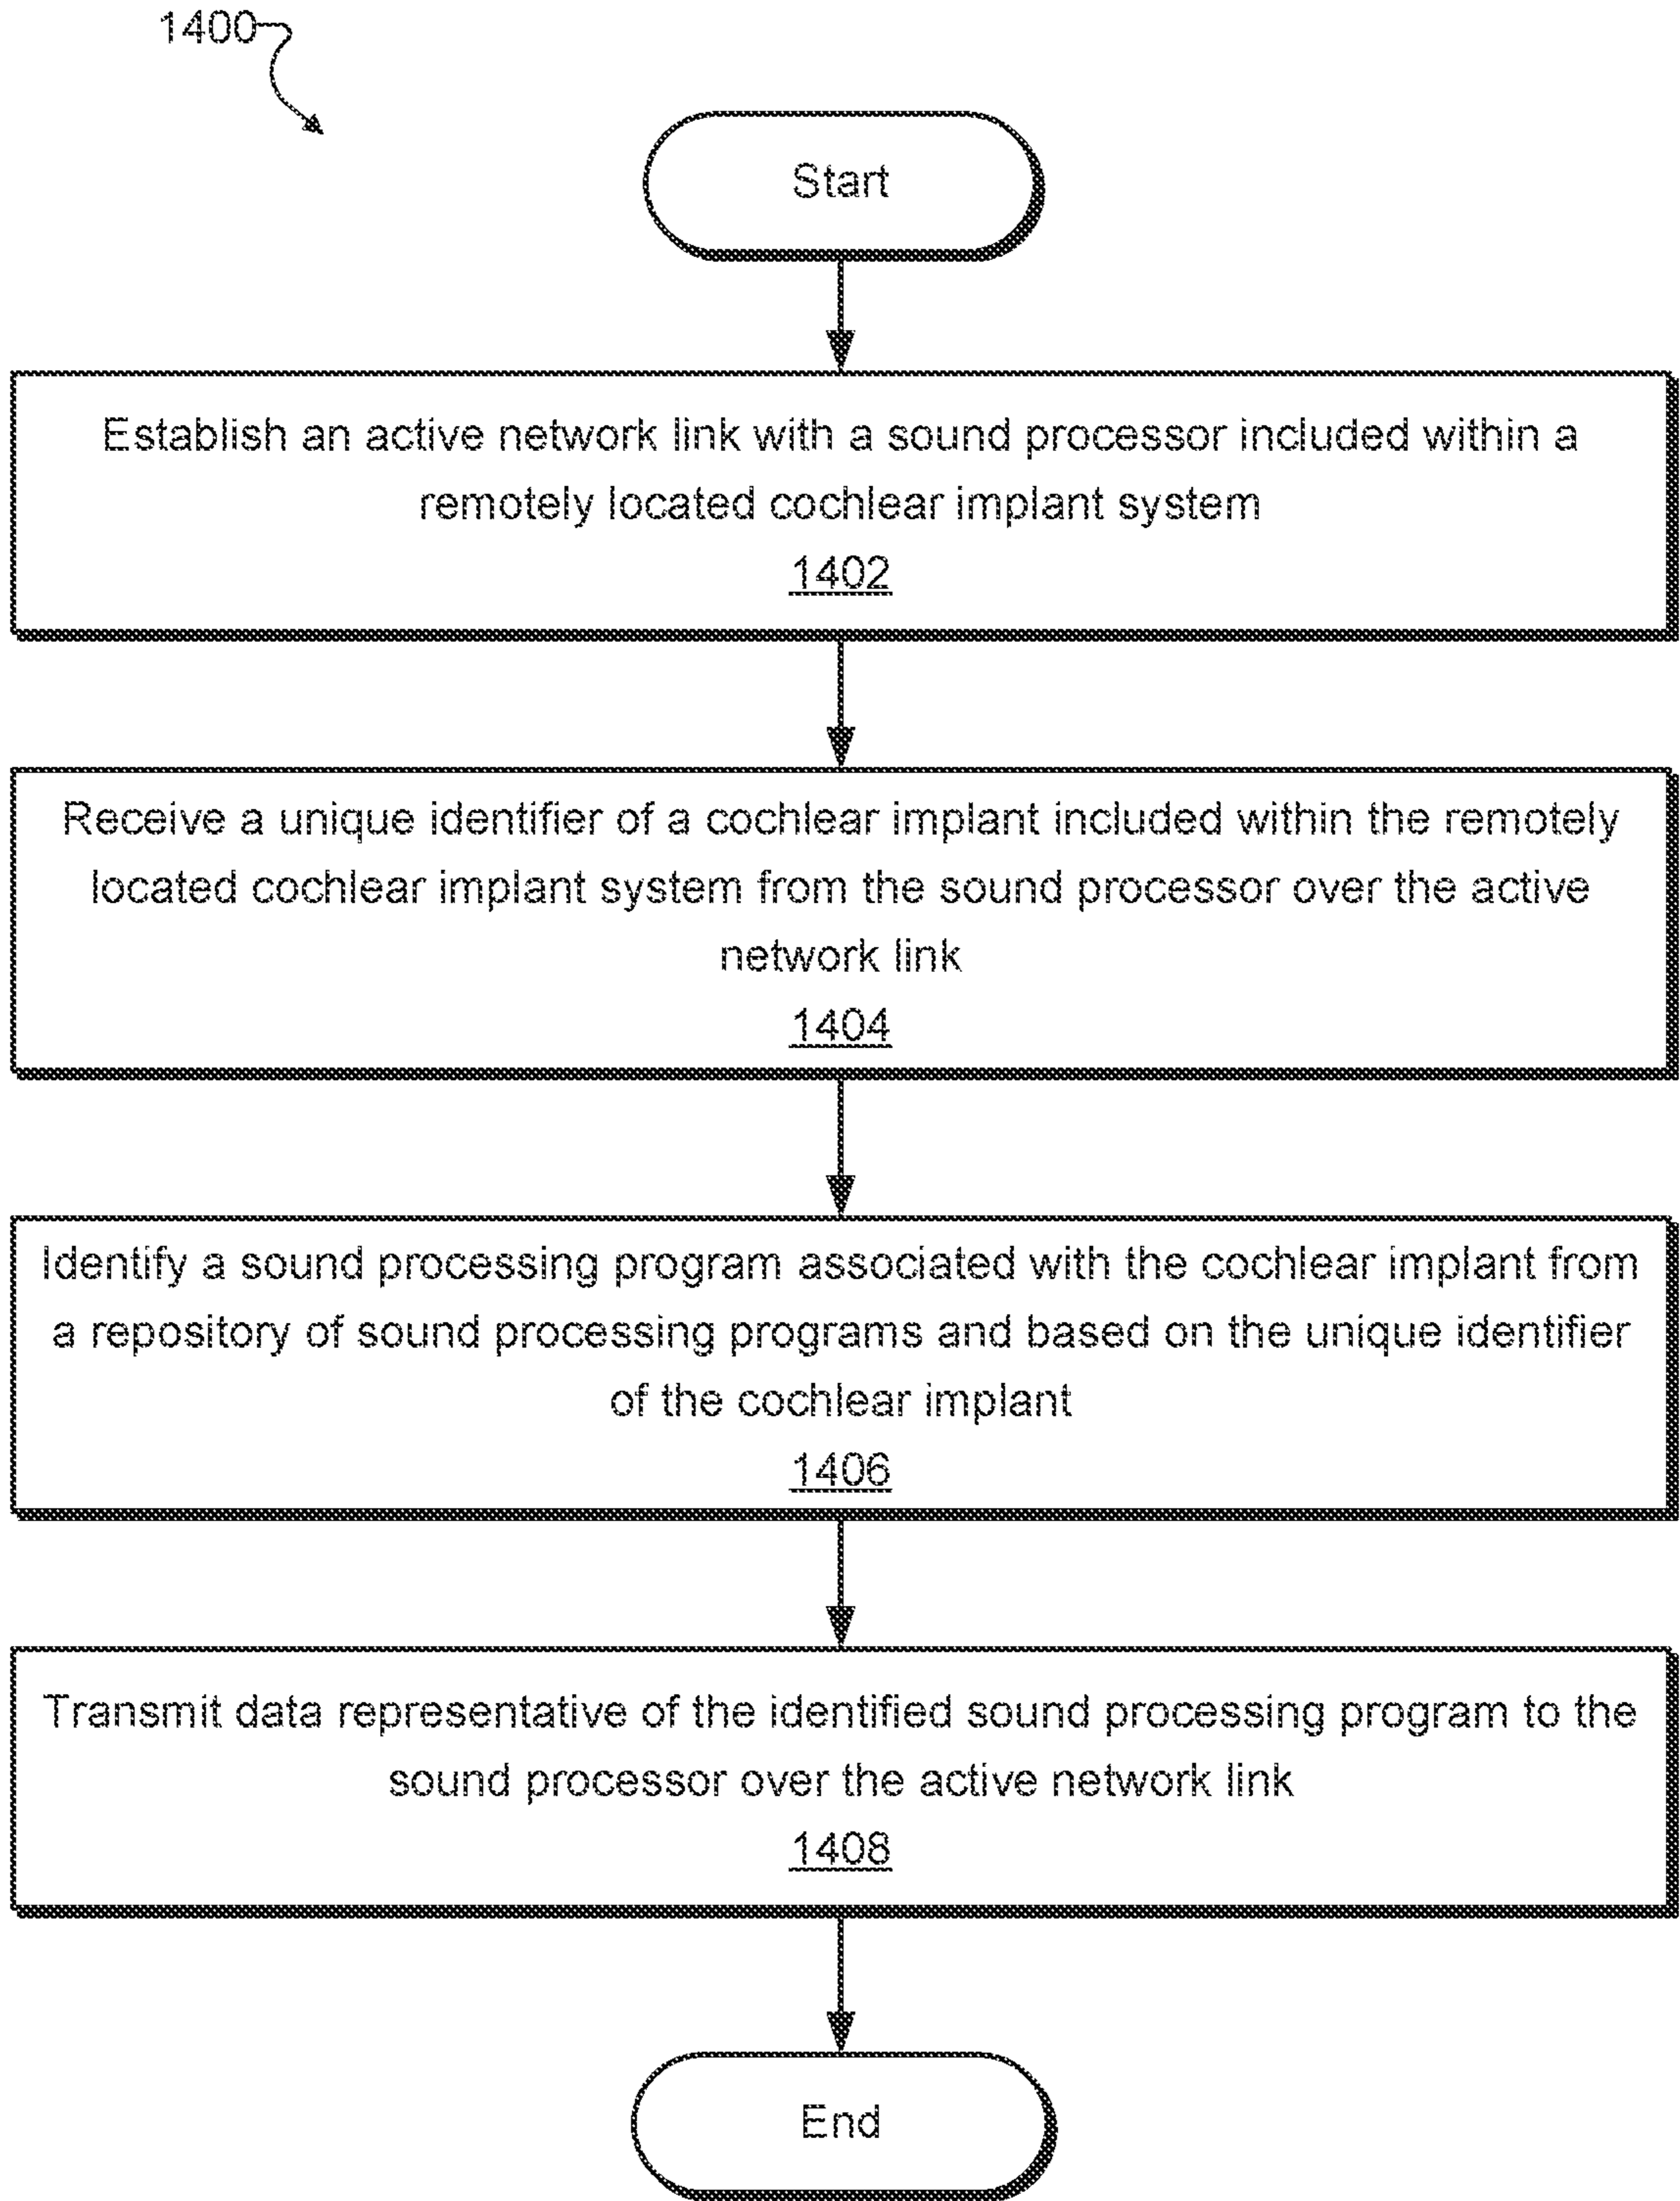 1400
Start
Establish an active network link with a sound processor included within a
remotely located cochlear implant system
1402
Receive a unique identifier of a cochlear implant included within the remotely
located cochlear implant system from the sound processor over the active
network link
1404
Identify a sound processing program associated with the cochlear implant from
a repository of sound processing programs and based on the unique identifier
of the cochlear implant
1406
Transmit data representative of the identified sound processing program to the
sound processor over the active network link
1408
End